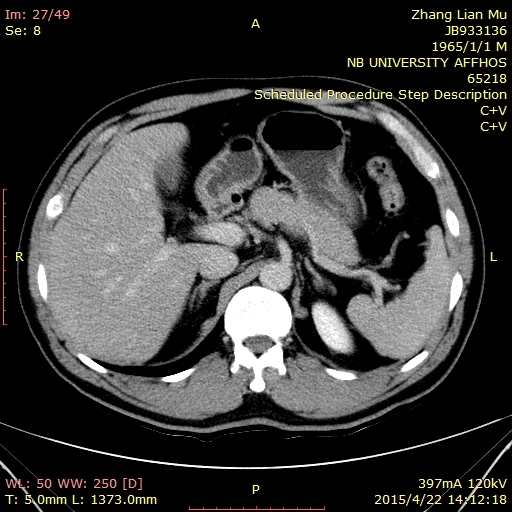 Im: 27/49
Se: 8
A
Zhang Lian Mu
JB933136
1965/1/1 M
NB UNIVERSITY AFFHOS
65218
Scheduled Procedure Step Description
C+V
C+V
R
L
WL: 50 WW: 250 [D]
T: 5.0mm L: 1373.0mm
P
397mA 120kV
2015/4/22 14:12:18